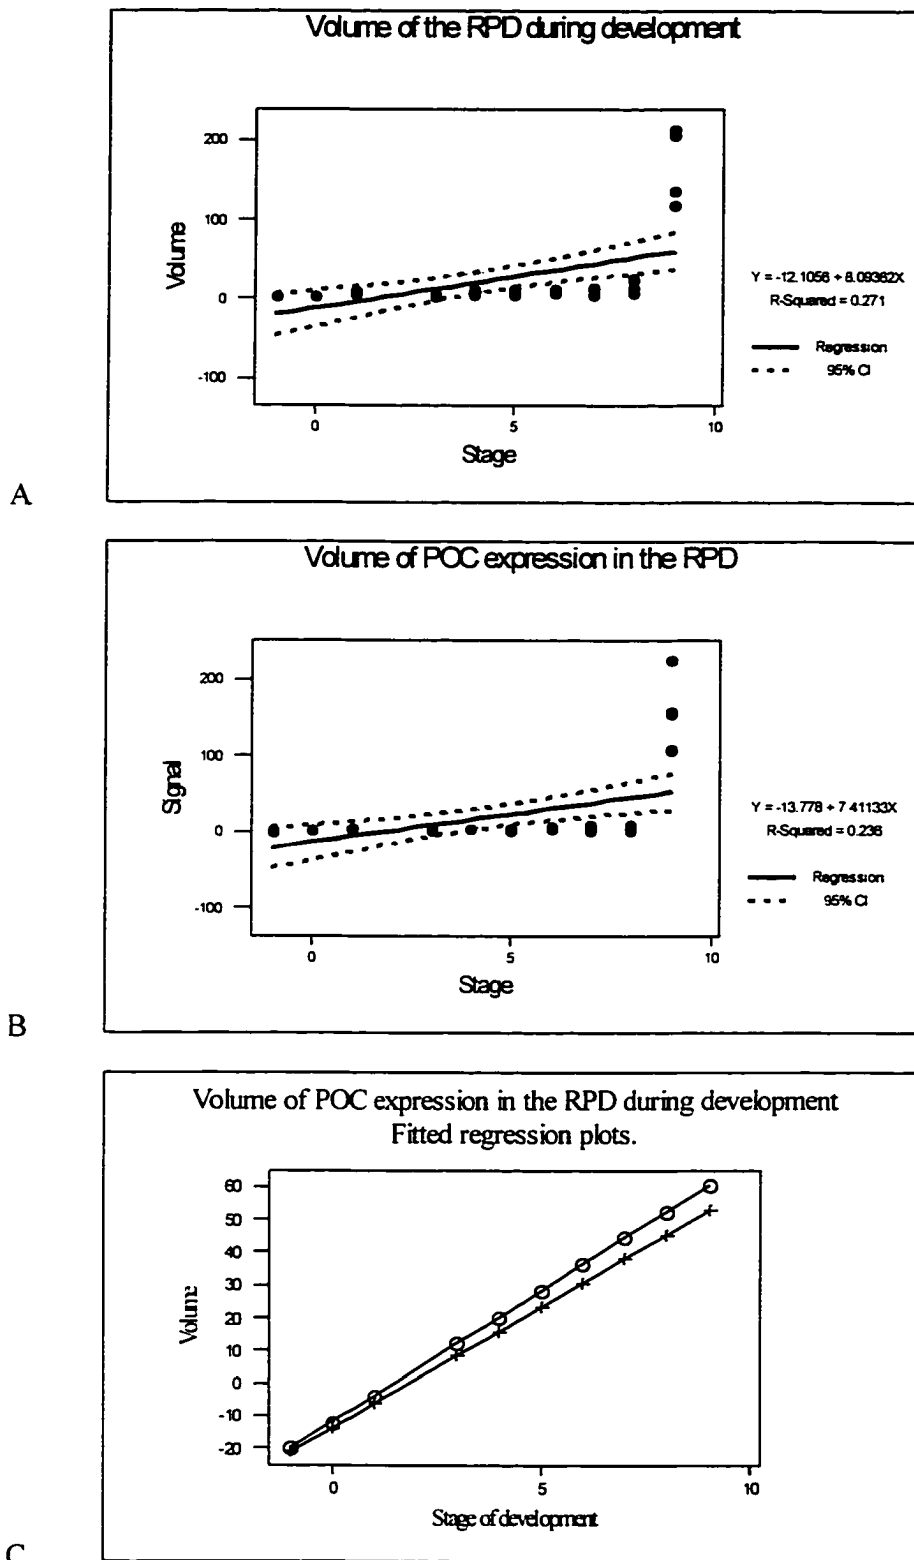 Volume of the RPD during development
200
100
0
-100
Volume
0
5
10
Stage
Y = -12.1056 + 8.09362X
R-Squared = 0.271
Regression
95% CI
A
Volume of POC expression in the RPD
200
100
0
-100
Signal
0
5
10
Stage
Y = -13.778 + 7.41133X
R-Squared = 0.236
Regression
95% CI
B
Volume of POC expression in the RPD during development
Fitted regression plots.
60
50
40
30
20
10
0
-10
-20
Volume
0
5
10
Stage of development
C